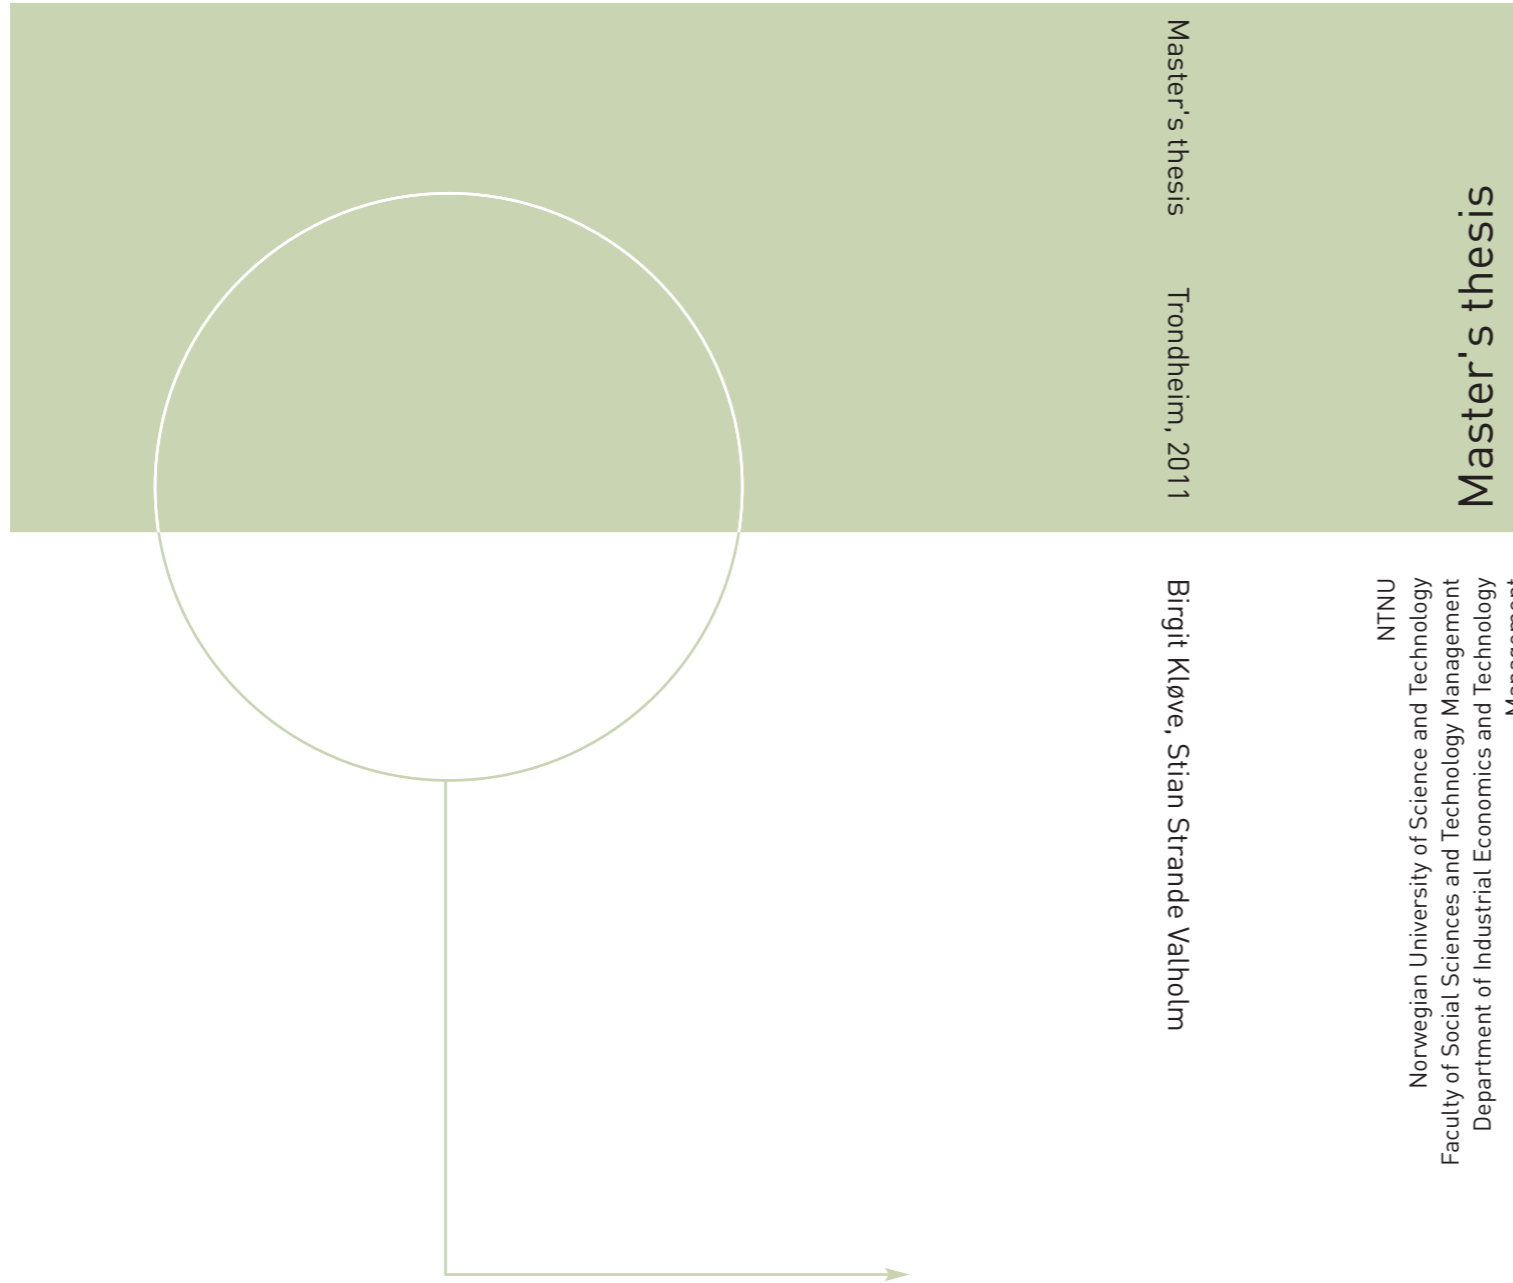 Master's thesis
Trondheim, 2011
Birgit Kløve, Stian Strande Valholm
Master's thesis
NTNU
Norwegian University of Science and Technology
Faculty of Social Sciences and Technology Management
Department of Industrial Economics and Technology
Management